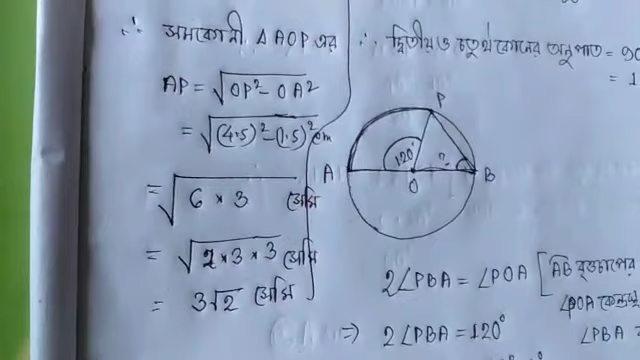 ∴ সমকোনী △AOP এর
AP = √OP² - OA²
= √(4.5)² - (1.5)² cm
= √6 × 3 সেমি
= √2 × 3 × 3 সেমি
= 3√2 সেমি
∴ দ্বিতীয় ও চতুর্থ কোনের অনুপাত = 90
= 1
P
A
120°
?
B
O
2∠PBA = ∠POA [AB বৃত্তচাপের
∠POA কেন্দ্রস্থ
⇒ 2∠PBA = 120°
∠PBA =